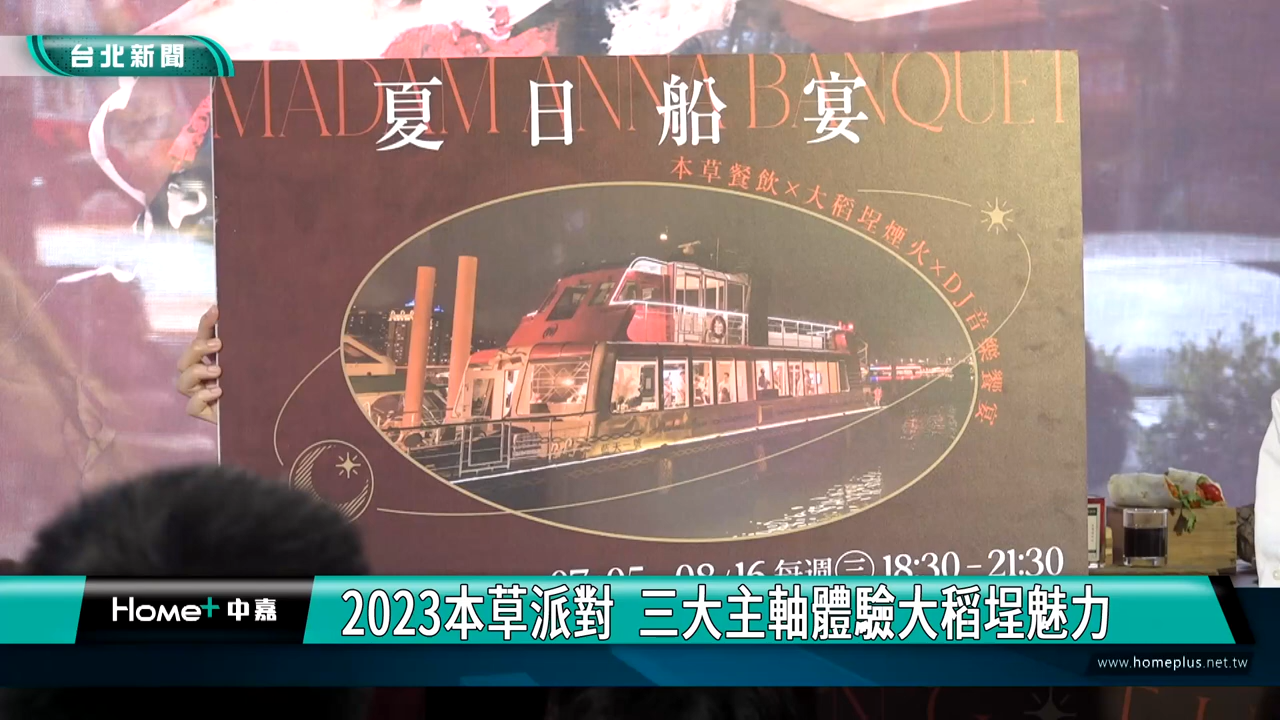 台北新聞
MADAM ANNA BANQUET
夏日船宴
本草餐飲×大稻埕煙火×DJ音樂饗宴
07/05-08/16 每週三 18:30-21:30
Home+中嘉
2023本草派對 三大主軸體驗大稻埕魅力
www.homeplus.net.tw